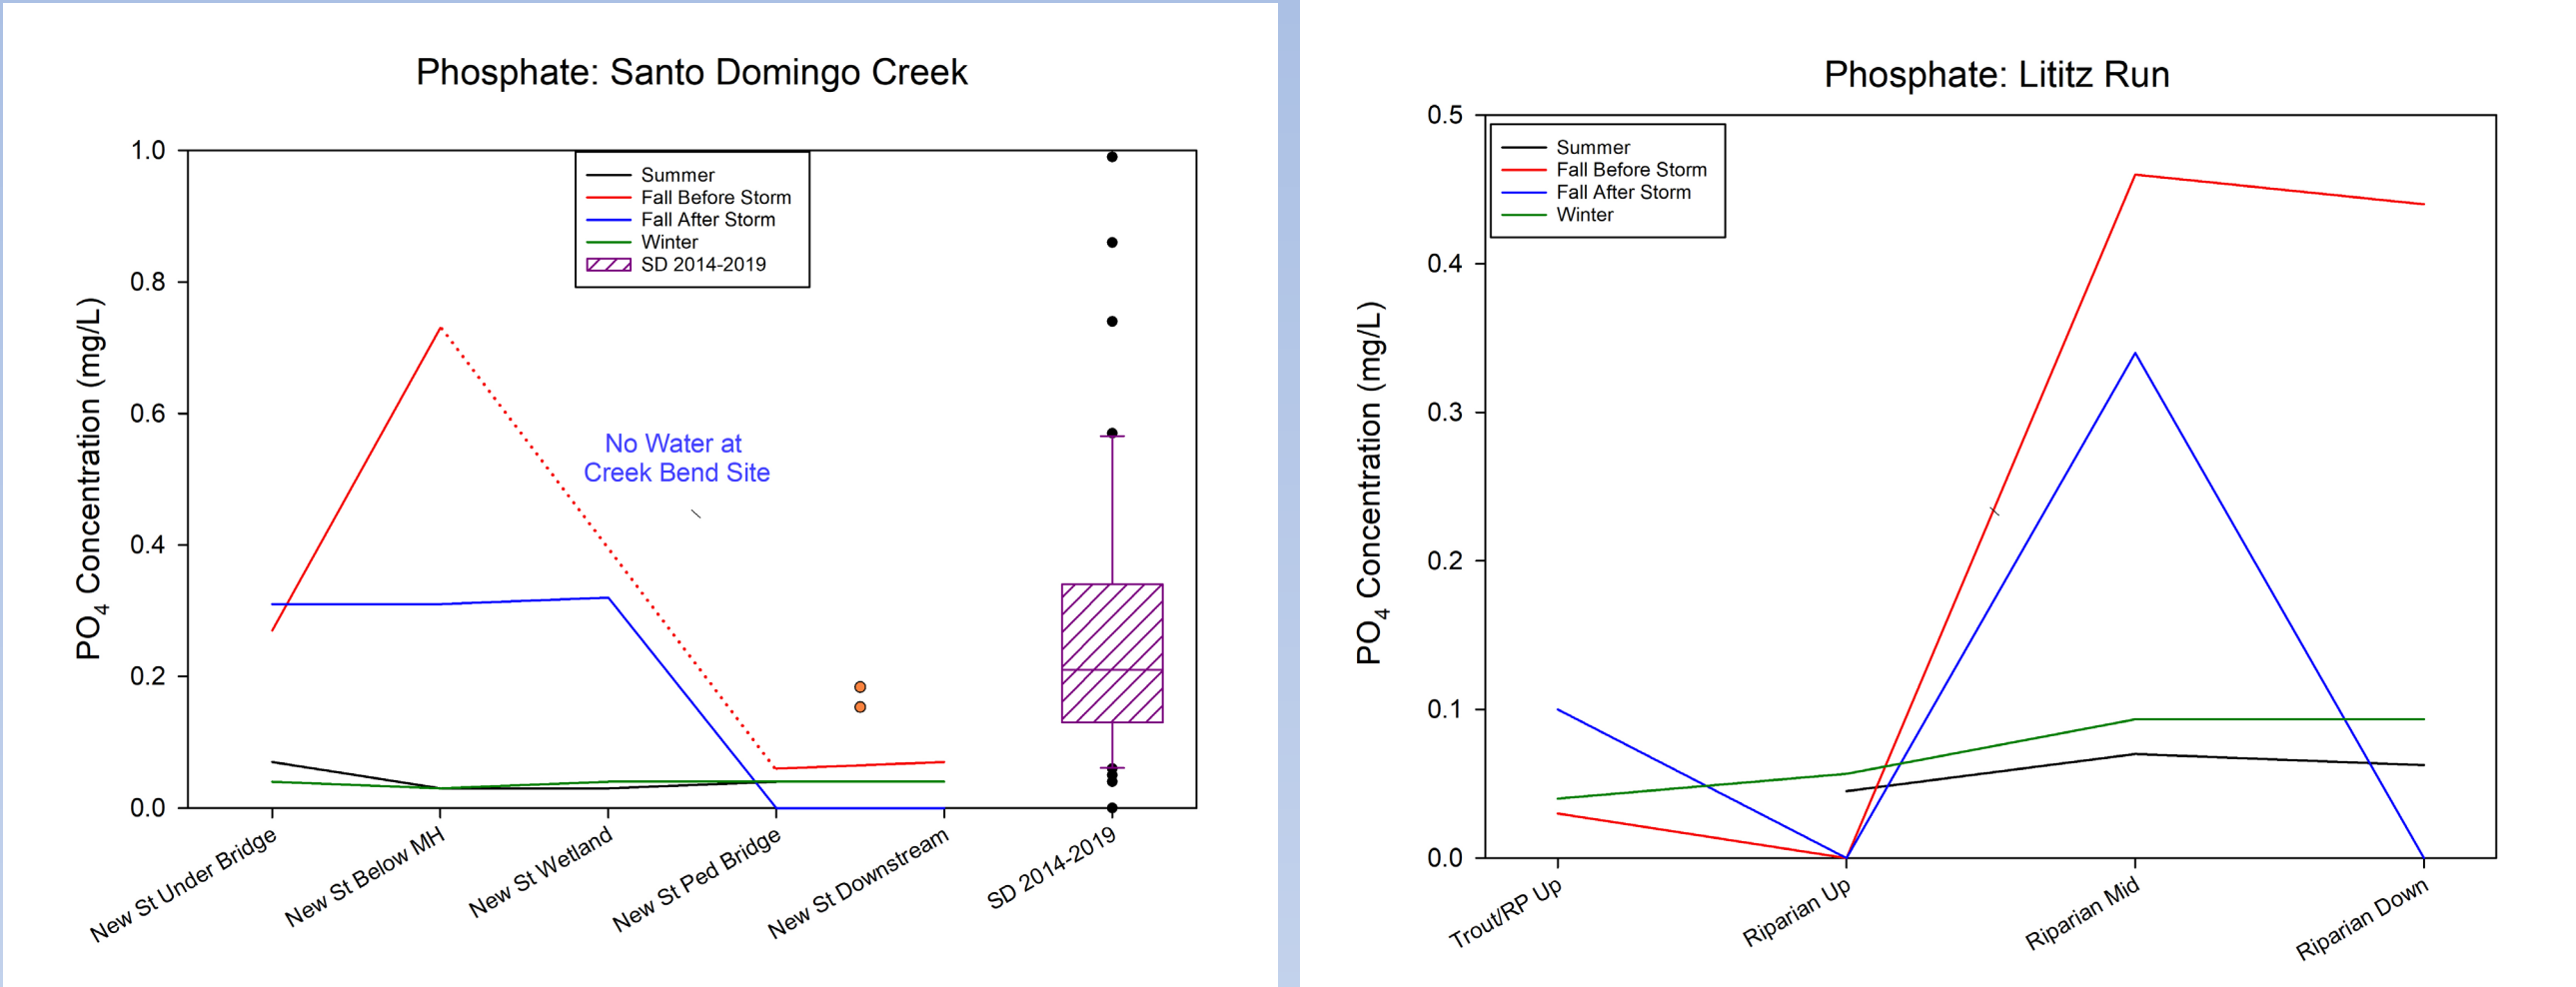 Phosphate: Santo Domingo Creek
1.0
0.8
0.6
0.4
0.2
0.0
PO4 Concentration (mg/L)
Summer
Fall Before Storm
Fall After Storm
Winter
SD 2014-2019
No Water at
Creek Bend Site
New St Under Bridge
New St Below MH
New St Wetland
New St Ped Bridge
New St Downstream
SD 2014-2019
Phosphate: Lititz Run
0.5
0.4
0.3
0.2
0.1
0.0
PO4 Concentration (mg/L)
Summer
Fall Before Storm
Fall After Storm
Winter
Trout/RP Up
Riparian Up
Riparian Mid
Riparian Down